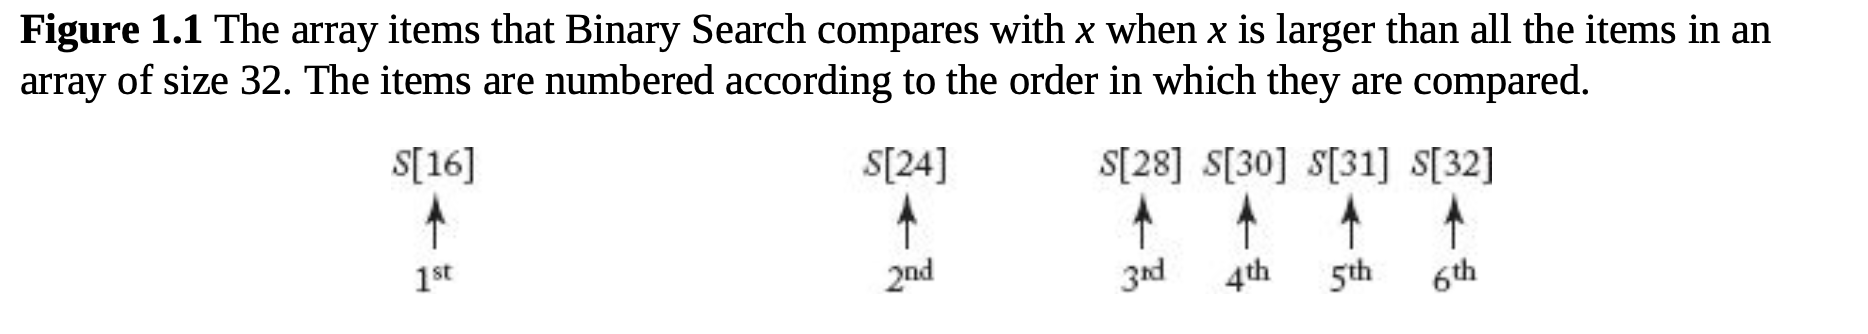 Figure 1.1 The array items that Binary Search compares with x when x is larger than all the items in an
array of size 32. The items are numbered according to the order in which they are compared.
S[16] S[24] S[28] S[30] S[31] S[32]
1st 2nd 3rd 4th 5th 6th